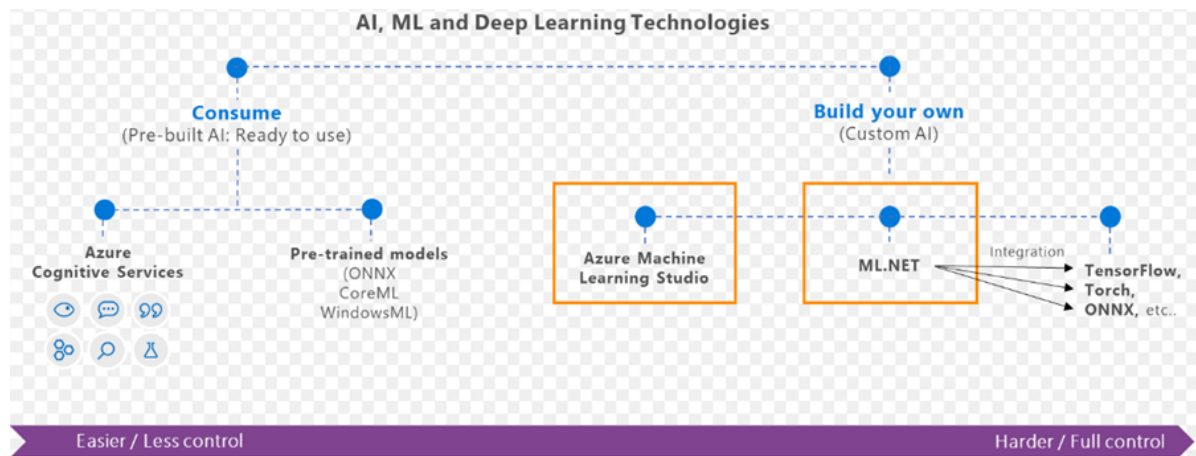 AI, ML and Deep Learning Technologies
Consume
(Pre-built AI: Ready to use)
Build your own
(Custom AI)
Azure
Cognitive Services
Pre-trained models
(ONNX
CoreML
WindowsML)
Azure Machine
Learning Studio
ML.NET
Integration
TensorFlow,
Torch,
ONNX, etc..
Easier / Less control
Harder / Full control